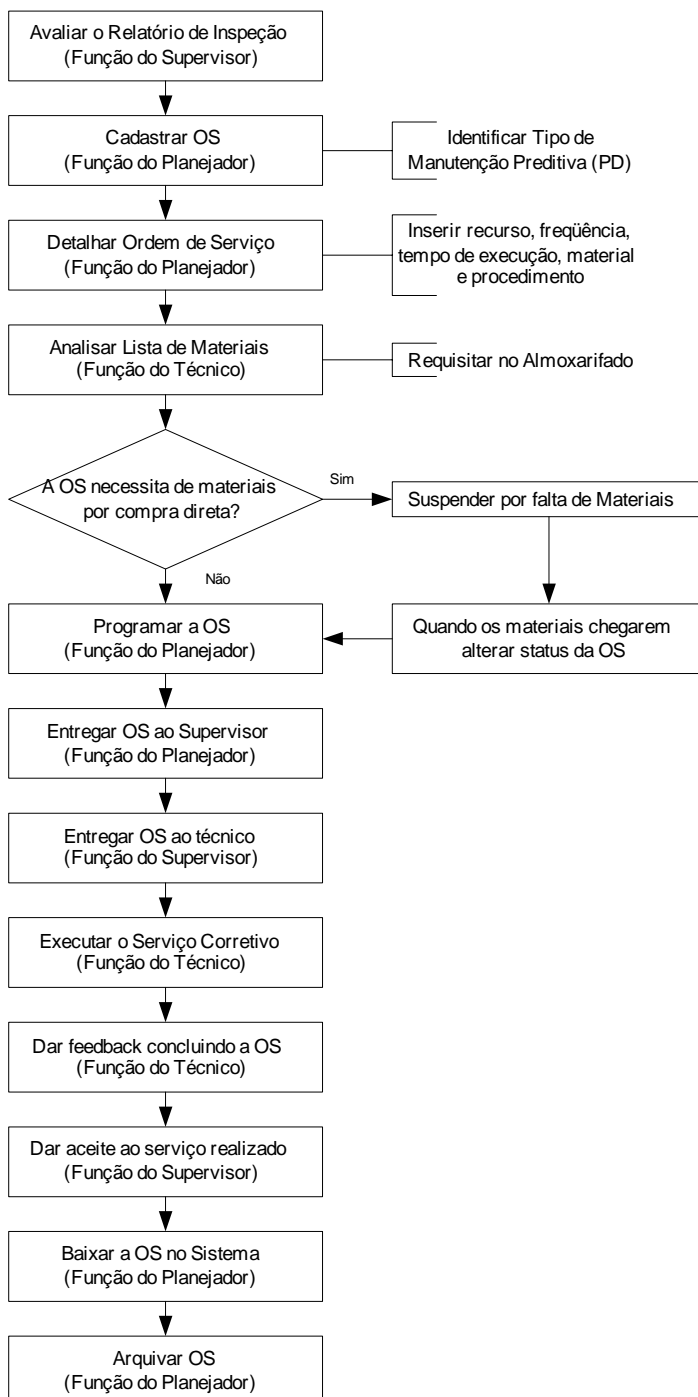 Avaliar o Relatório de Inspeção
(Função do Supervisor)
Cadastrar OS
(Função do Planejador)
Identificar Tipo de
Manutenção Preditiva (PD)
Detalhar Ordem de Serviço
(Função do Planejador)
Inserir recurso, freqüência,
tempo de execução, material
e procedimento
Analisar Lista de Materiais
(Função do Técnico)
Requisitar no Almoxarifado
A OS necessita de materiais
por compra direta?
Sim
Suspender por falta de Materiais
Não
Programar a OS
(Função do Planejador)
Quando os materiais chegarem
alterar status da OS
Entregar OS ao Supervisor
(Função do Planejador)
Entregar OS ao técnico
(Função do Supervisor)
Executar o Serviço Corretivo
(Função do Técnico)
Dar feedback concluindo a OS
(Função do Técnico)
Dar aceite ao serviço realizado
(Função do Supervisor)
Baixar a OS no Sistema
(Função do Planejador)
Arquivar OS
(Função do Planejador)